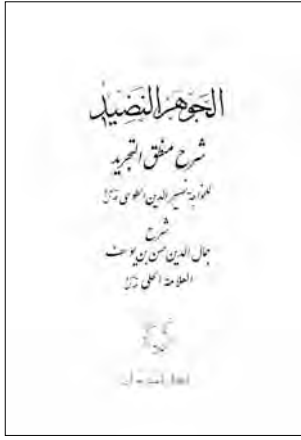 الجوهر النضيد
شرح منطق التجريد
للخواجة نصير الدين الطوسي
شرح
جمال الدين حسن بن يوسف
العلامة الحلي